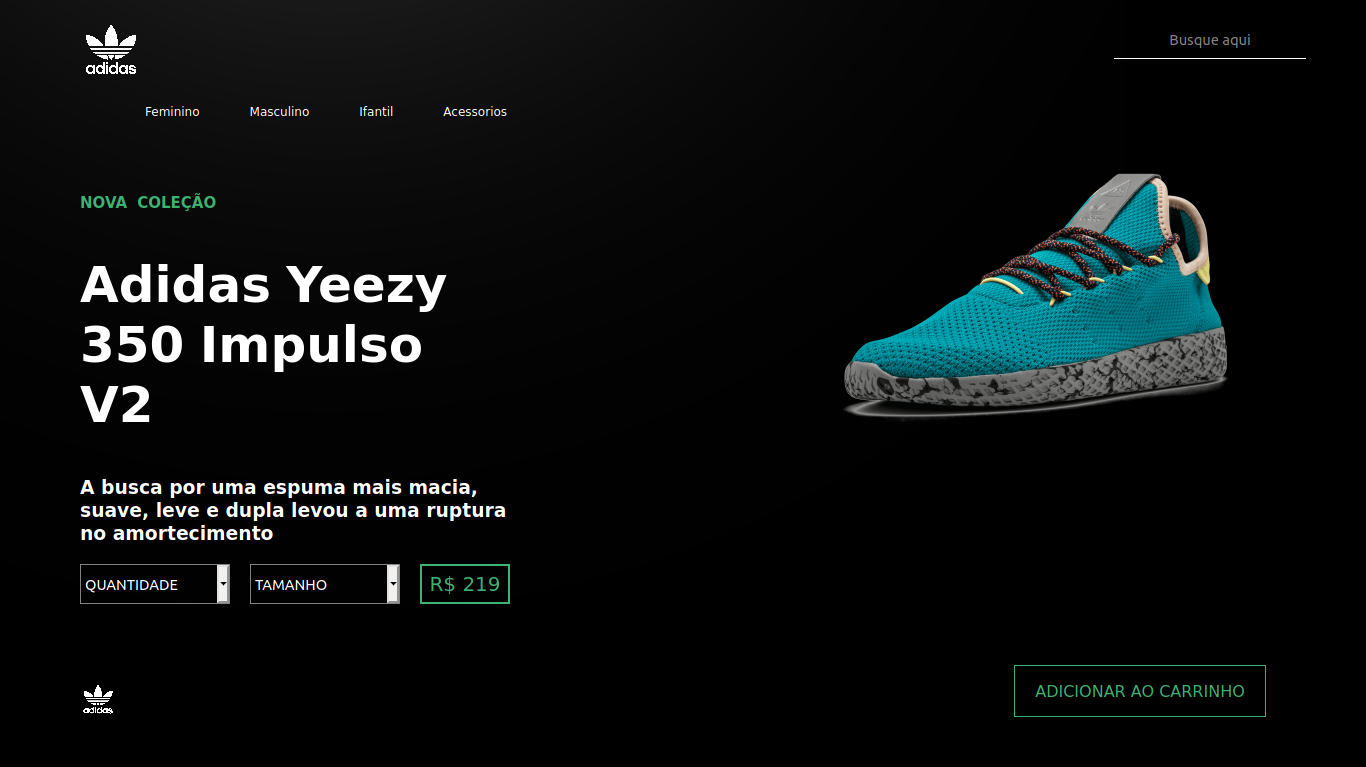 adidas
Busque aqui
Feminino
Masculino
Ifantil
Acessorios
NOVA COLEÇÃO
Adidas Yeezy
350 Impulso
V2
A busca por uma espuma mais macia,
suave, leve e dupla levou a uma ruptura
no amortecimento
QUANTIDADE
TAMANHO
R$ 219
adidas
ADICIONAR AO CARRINHO